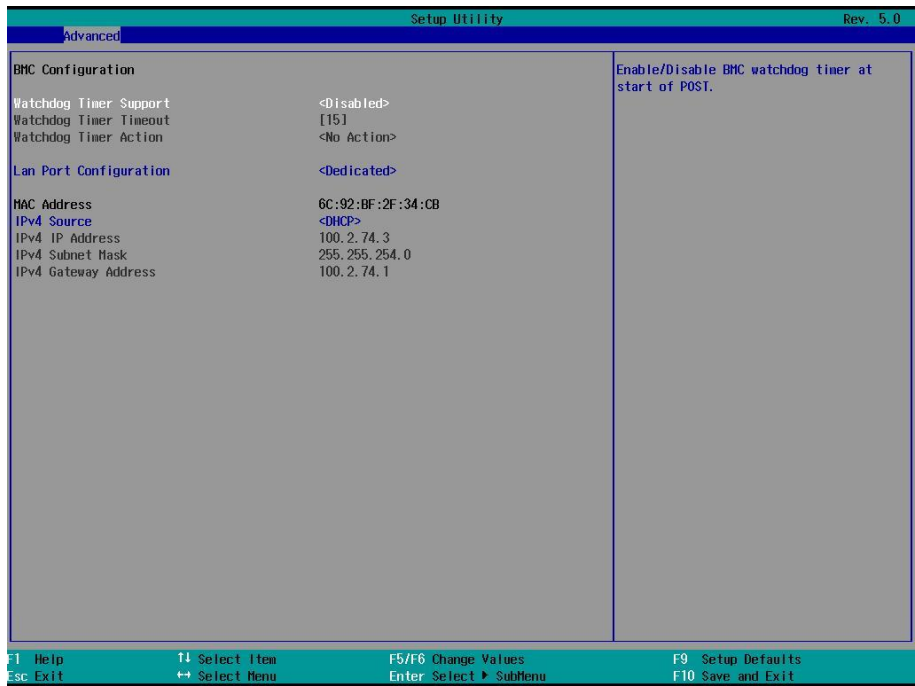 Setup Utility Rev. 5.0
Advanced
BMC Configuration
Enable/Disable BMC watchdog timer at
start of POST.
Watchdog Timer Support <Disabled>
Watchdog Timer Timeout [15]
Watchdog Timer Action <No Action>
Lan Port Configuration <Dedicated>
MAC Address 6C:92:BF:2F:34:CB
IPv4 Source <DHCP>
IPv4 IP Address 100.2.74.3
IPv4 Subnet Mask 255.255.254.0
IPv4 Gateway Address 100.2.74.1
F1 Help ↑↓ Select Item F5/F6 Change Values F9 Setup Defaults
Esc Exit ↔ Select Menu Enter Select ▶ SubMenu F10 Save and Exit